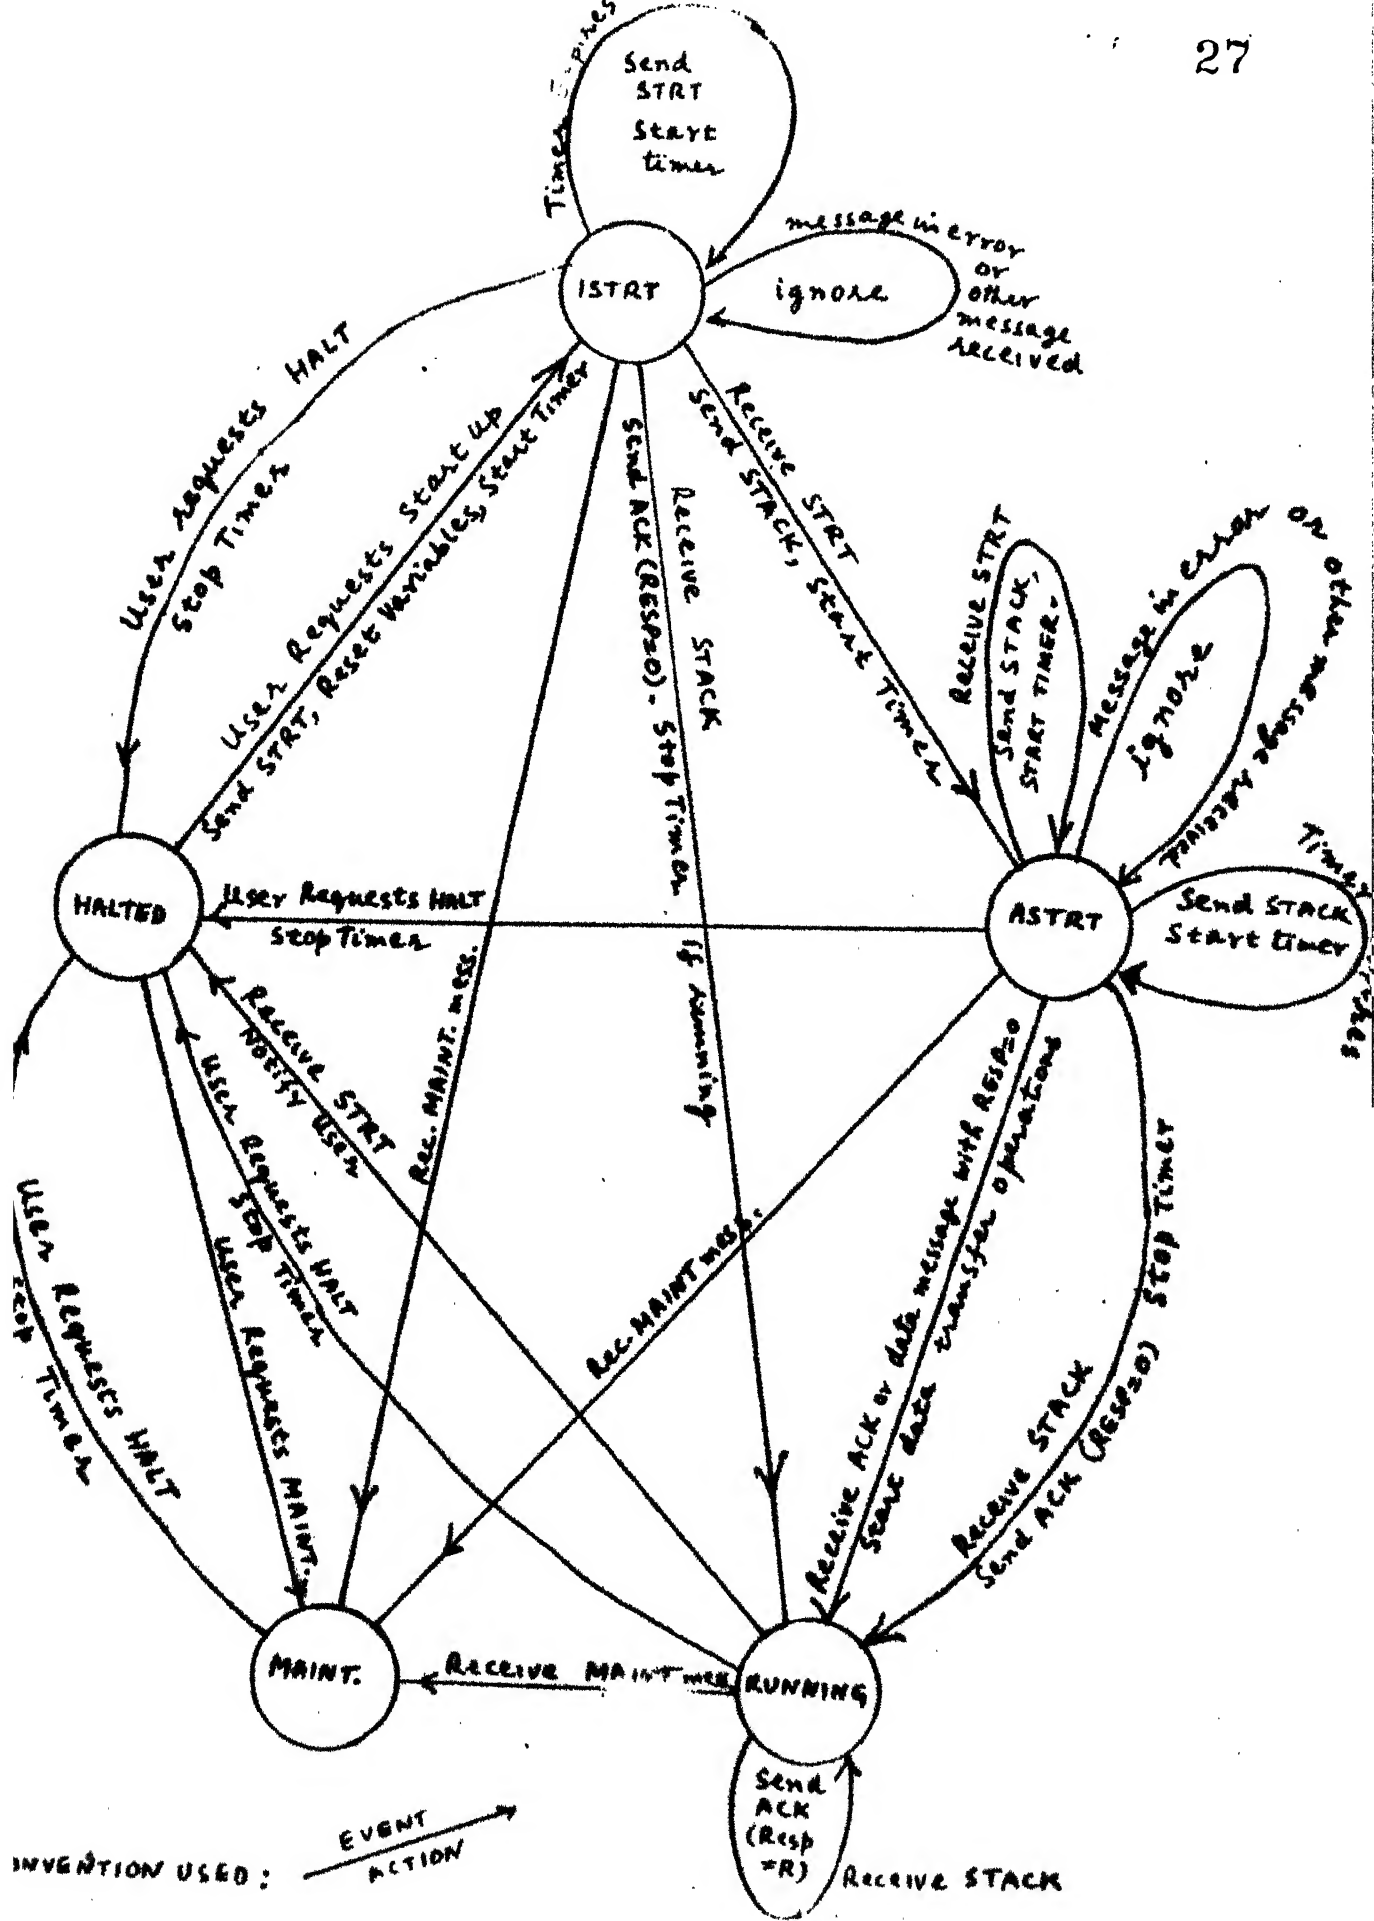 27
Timer Expires
Send
STRT
Start
timer
message in error
or
other
message
received
ignore
ISTRT
User requests HALT
Stop Timer
User Requests Start up
Send STRT, Reset variables, Start Timer
Receive STRT
Send STACK, Start Timer
Receive STACK
Send ACK (RESP=0). Stop Timer if running
Receive STRT
Send STACK,
START TIMER.
Message in error or other message received
ignore
Timer
Send STACK
Start timer
HALTED
User Requests HALT
Stop Timer
ASTRT
Rec. MAINT. mess.
Receive STRT
Notify user
User Requests HALT
Stop Timer
User Requests MAINT.
User Requests HALT
Stop Timer
Rec. MAINT mess.
Receive ACK or data message with RESP=0
Start data transfer operations
Receive STACK
Send ACK (RESP=0) Stop Timer
MAINT.
Receive MAINT mess
RUNNING
Send
ACK
(Resp
=R)
Receive STACK
ONVENTION USED:
EVENT
ACTION